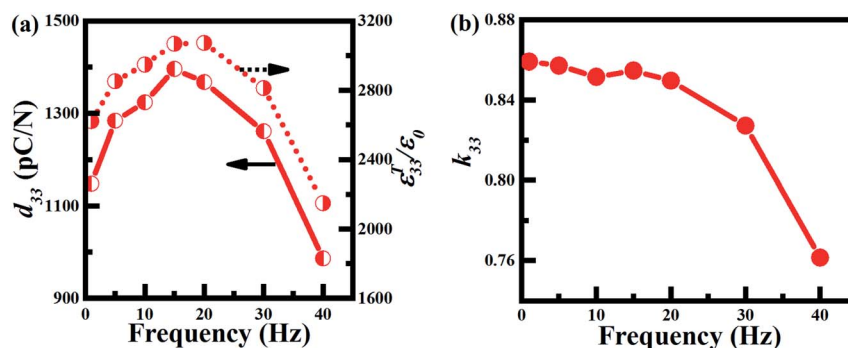 (a)
1500
1300
1100
900
d33 (pC/N)
3200
2800
2400
2000
1600
ε33^T/ε0
0 10 20 30 40
Frequency (Hz)
(b)
0.88
0.84
0.80
0.76
k33
0 10 20 30 40
Frequency (Hz)